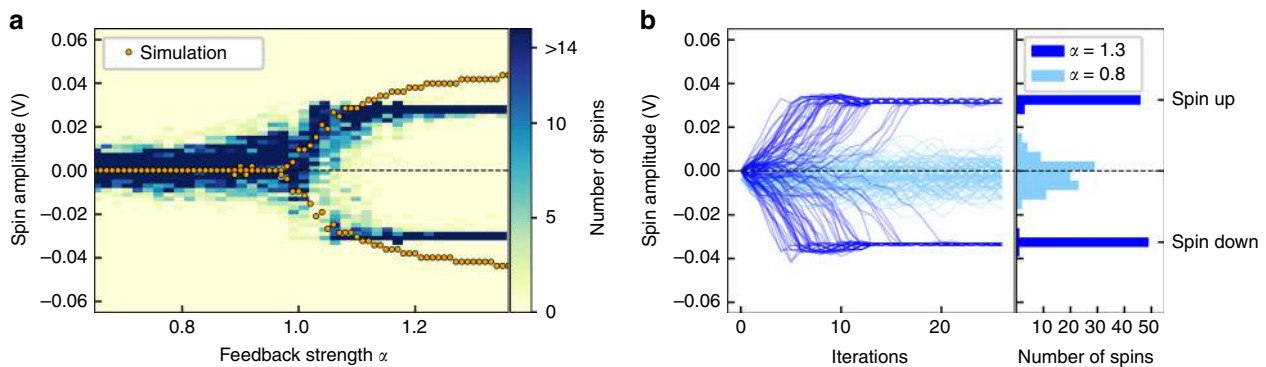 a
Simulation
Spin amplitude (V)
0.06
0.04
0.02
0.00
–0.02
–0.04
–0.06
0.8 1.0 1.2
Feedback strength α
>14
10
5
0
Number of spins
b
Spin amplitude (V)
0.06
0.04
0.02
0.00
–0.02
–0.04
–0.06
0 10 20
Iterations
α = 1.3
α = 0.8
Spin up
Spin down
10 20 30 40 50
Number of spins